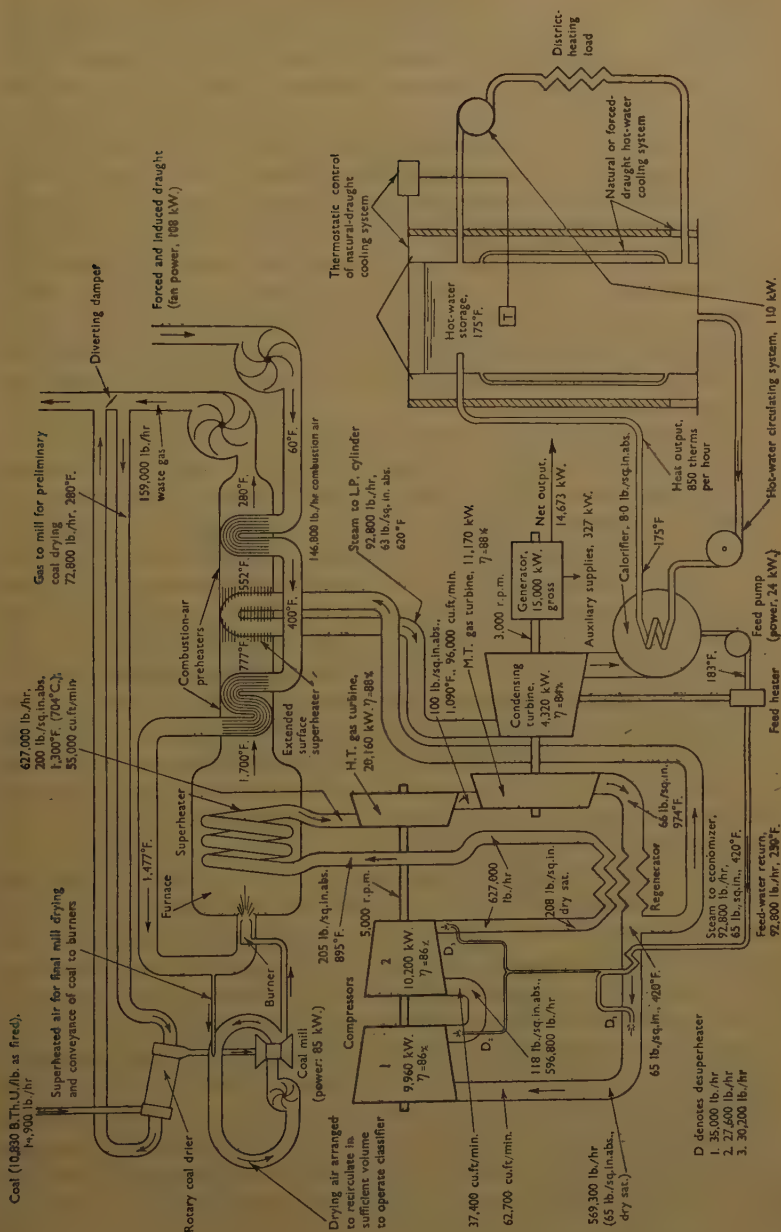 Coal (10,830 B.Th.U./lb. as fired),
14,900 lb./hr
Superheated air for final mill drying
and conveyance of coal to burners
Rotary coal drier
Drying air arranged
to recirculate in
sufficient volume
to operate classifier
Coal mill
(power: 85 kW.)
Burner
Furnace
Superheater
1,477°F.
627,000 lb./hr.
200 lb./sq.in.abs,
1,300°F. (704°C.),
55,000 cu.ft/min
Combustion-air
preheaters
1,700°F.
777°F.
552°F.
280°F.
400°F.
60°F.
Extended
surface
superheater
Gas to mill for preliminary
coal drying
72,800 lb./hr, 280°F.
159,000 lb./hr
waste gas
Diverting damper
Forced and induced draught
(fan power, 108 kW.)
146,800 lb./hr combustion air
Steam to L.P. cylinder
92,800 lb./hr,
63 lb./sq. in. abs.
620°F
H.T. gas turbine,
20,160 kW. η=88%
100 lb./sq.in.abs.,
1,090°F., 96,000 cu.ft/min.
M.T. gas turbine, 11,170 kW.
η=88%
205 lb./sq.in.abs.
895°F.
5,000 r.p.m.
Compressors
1
9,960 kW.
η=86%
2
10,200 kW.
η=86%
D₁
D₂
D₃
118 lb./sq.in.abs.,
596,800 lb./hr
37,400 cu.ft/min.
62,700 cu.ft/min.
569,300 lb./hr
(65 lb./sq.in.abs.,
dry sat.)
627,000
lb./hr
208 lb./sq.in.
dry sat.
Regenerator
66 lb./sq.in.
974°F.
65 lb./sq.in., 420°F.
D denotes desuperheater
1. 35,000 lb./hr
2. 27,600 lb./hr
3. 30,200 lb./hr
Steam to economizer,
92,800 lb./hr,
65 lb./sq.in., 420°F.
Feed-water return,
92,800 lb./hr, 230°F.
3,000 r.p.m.
Condensing
turbine,
4,320 kW.
η=84%
Generator,
15,000 kW.
gross
Net output,
14,673 kW.
Auxiliary supplies, 327 kW.
Calorifier, 8·0 lb./sq.in.abs.
175°F
183°F.
Feed heater
Feed pump
(power, 24 kW.)
Hot-water circulating system, 110 kW.
Heat output,
850 therms
per hour
Hot-water
storage,
175°F.
T
Thermostatic control
of natural-draught
cooling system
District-
heating
load
Natural or forced-
draught hot-water
cooling system